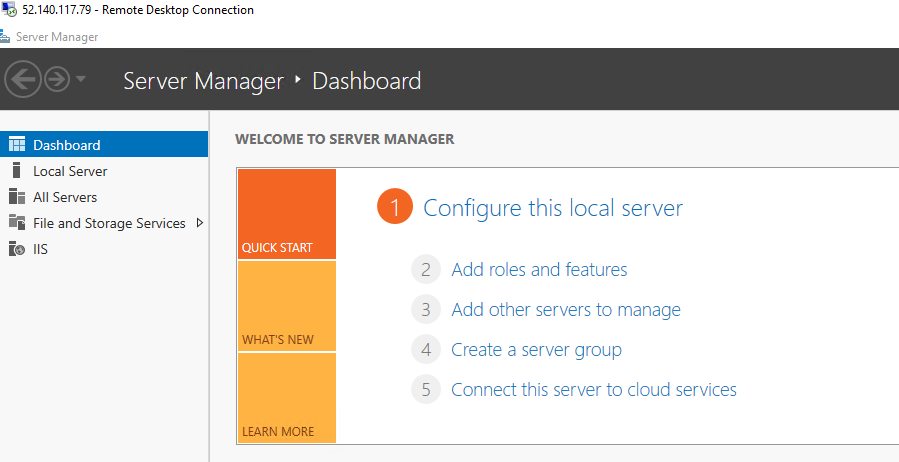 52.140.117.79 - Remote Desktop Connection
Server Manager
Server Manager ‣ Dashboard
Dashboard
Local Server
All Servers
File and Storage Services
IIS
WELCOME TO SERVER MANAGER
QUICK START
WHAT'S NEW
LEARN MORE
1 Configure this local server
2 Add roles and features
3 Add other servers to manage
4 Create a server group
5 Connect this server to cloud services